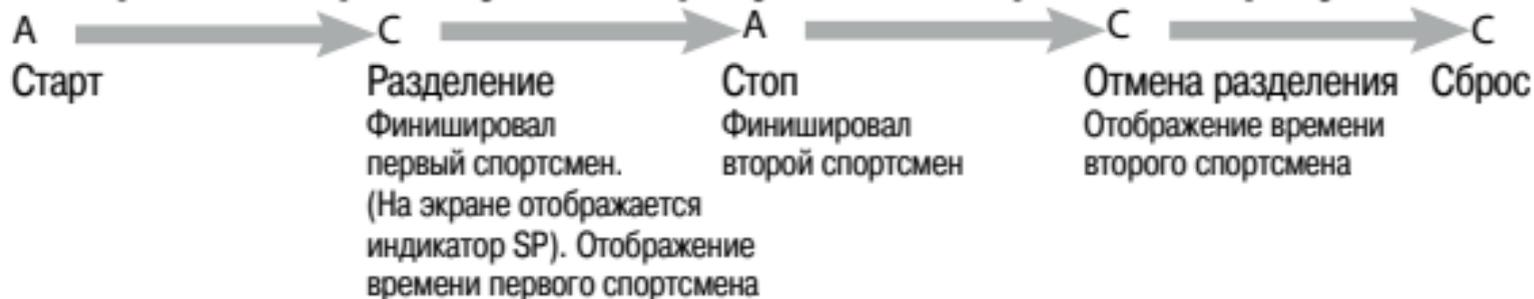 A C A C C
Старт Разделение Стоп Отмена разделения Сброс
Финишировал Финишировал Отображение времени
первый спортсмен. второй спортсмен второго спортсмена
(На экране отображается
индикатор SP). Отображение
времени первого спортсмена